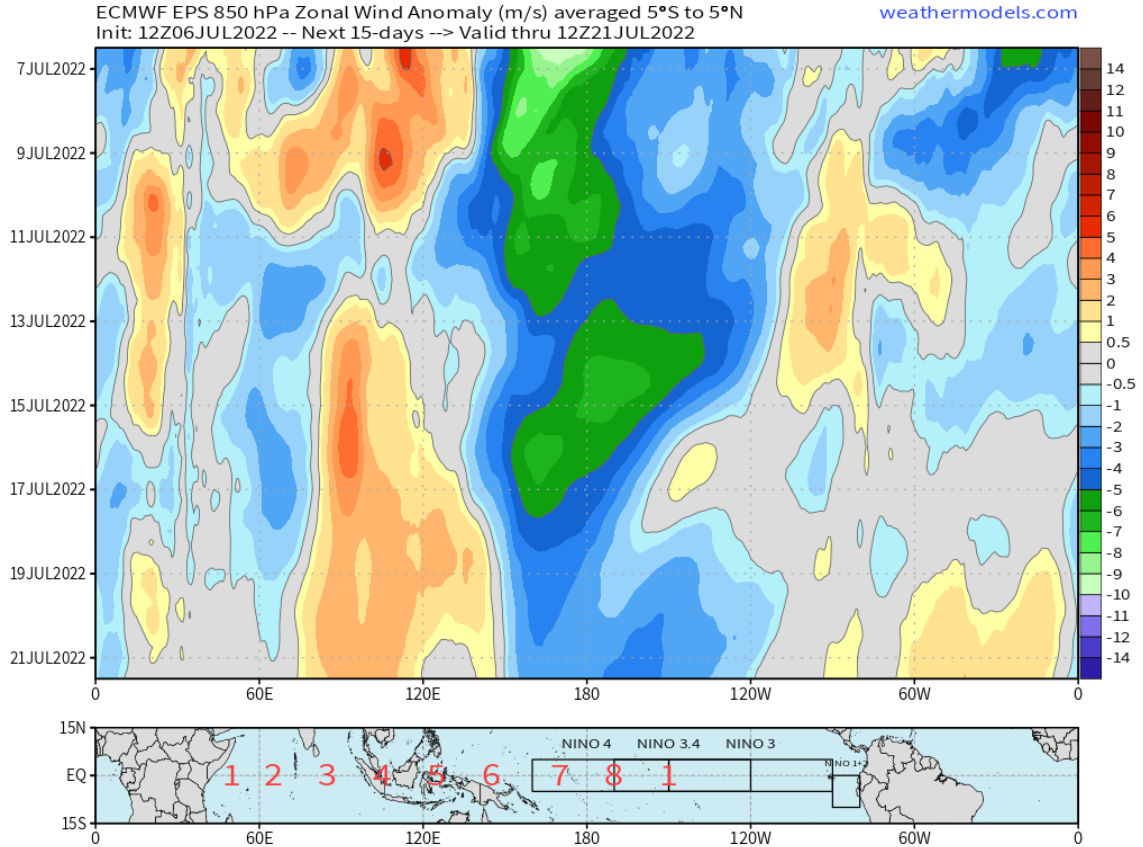 ECMWF EPS 850 hPa Zonal Wind Anomaly (m/s) averaged 5°S to 5°N
weathermodels.com
Init: 12Z06JUL2022 -- Next 15-days --> Valid thru 12Z21JUL2022
7JUL2022
9JUL2022
11JUL2022
13JUL2022
15JUL2022
17JUL2022
19JUL2022
21JUL2022
0 60E 120E 180 120W 60W 0
14
12
11
10
9
8
7
6
5
4
3
2
1
0.5
0
-0.5
-1
-2
-3
-4
-5
-6
-7
-8
-9
-10
-11
-12
-14
15N
EQ
15S
NINO 4 NINO 3.4 NINO 3
NINO 1+2
1 2 3 4 5 6 7 8 1
0 60E 120E 180 120W 60W 0